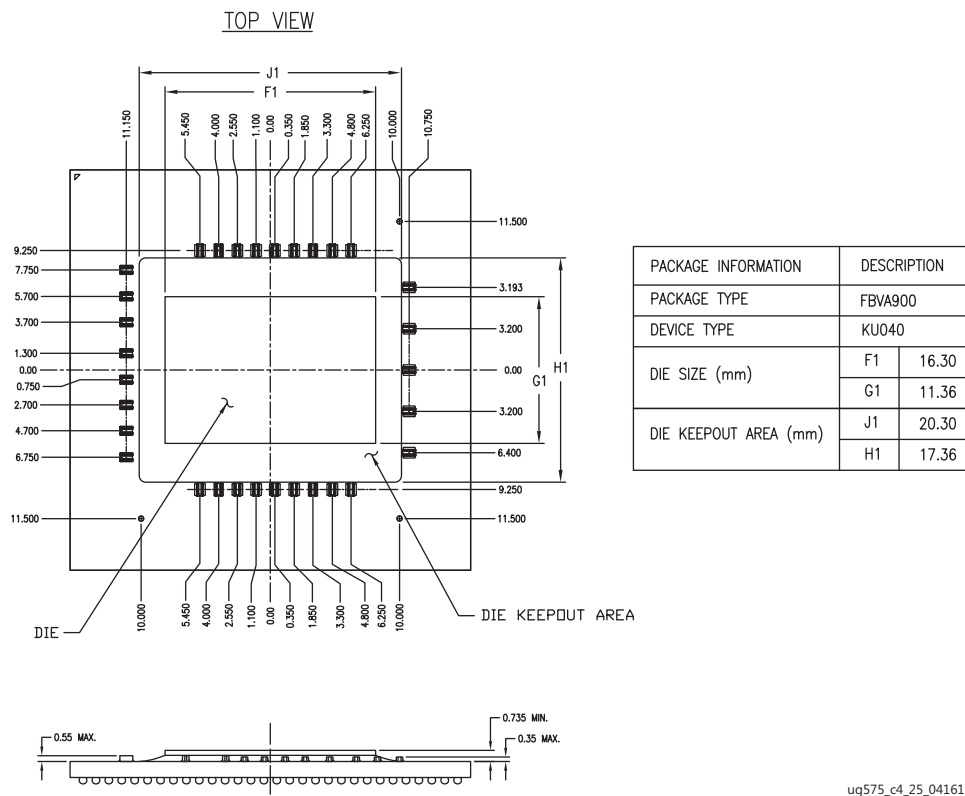 TOP VIEW
J1
F1
11.150
5.450
4.000
2.550
1.100
0.00
0.350
1.850
3.300
4.800
6.250
10.000
10.750
11.500
9.250
7.750
5.700
3.700
1.300
0.00
0.750
2.700
4.700
6.750
11.500
3.193
3.200
0.00
3.200
6.400
9.250
11.500
G1
H1
10.000
5.450
4.000
2.550
1.100
0.00
0.350
1.850
3.300
4.800
6.250
10.000
DIE
DIE KEEPOUT AREA
PACKAGE INFORMATION DESCRIPTION
PACKAGE TYPE FBVA900
DEVICE TYPE KU040
DIE SIZE (mm) F1 16.30
G1 11.36
DIE KEEPOUT AREA (mm) J1 20.30
H1 17.36
0.55 MAX.
0.735 MIN.
0.35 MAX.
ug575_c4_25_04161